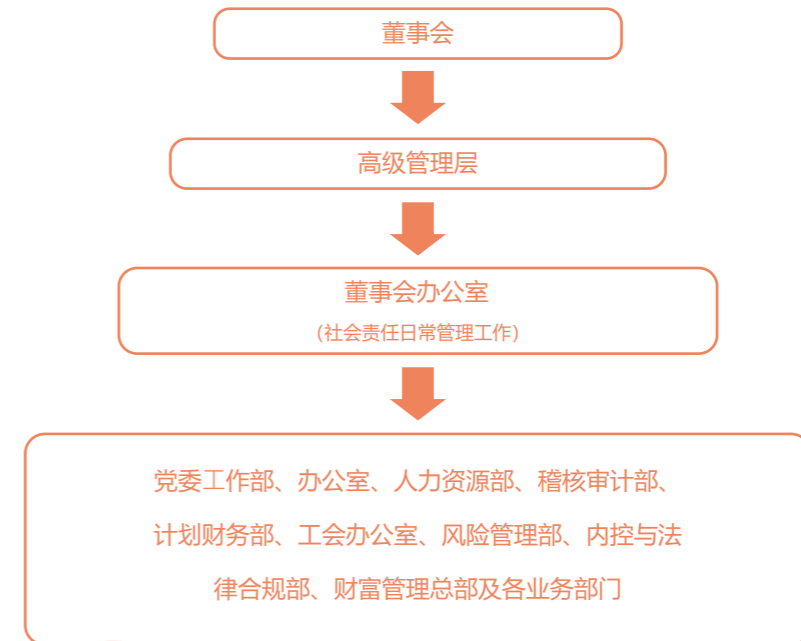 董事会
高级管理层
董事会办公室
（社会责任日常管理工作）
党委工作部、办公室、人力资源部、稽核审计部、
计划财务部、工会办公室、风险管理部、内控与法
律合规部、财富管理总部及各业务部门